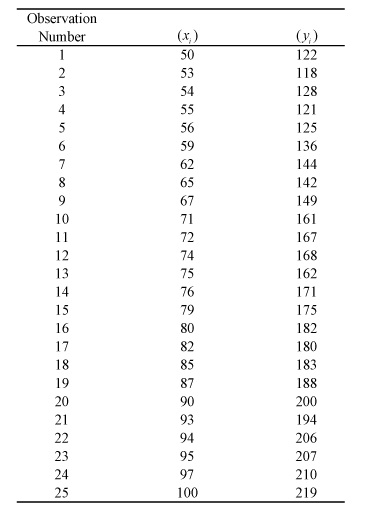 Observation
Number (xᵢ) (yᵢ)
1 50 122
2 53 118
3 54 128
4 55 121
5 56 125
6 59 136
7 62 144
8 65 142
9 67 149
10 71 161
11 72 167
12 74 168
13 75 162
14 76 171
15 79 175
16 80 182
17 82 180
18 85 183
19 87 188
20 90 200
21 93 194
22 94 206
23 95 207
24 97 210
25 100 219